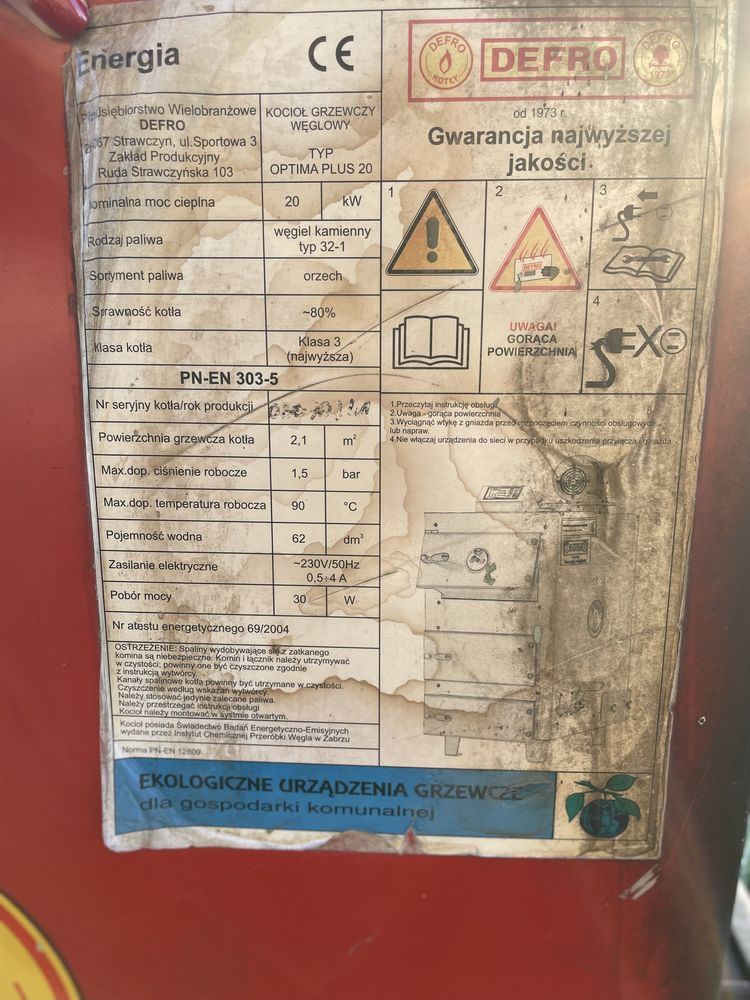 Energia
CE
Przedsiębiorstwo Wielobranżowe
DEFRO
26-067 Strawczyn, ul.Sportowa 3
Zakład Produkcyjny
Ruda Strawczyńska 103
KOCIOŁ GRZEWCZY
WĘGLOWY
TYP
OPTIMA PLUS 20
Nominalna moc cieplna 20 kW
Rodzaj paliwa węgiel kamienny
typ 32-1
Sortyment paliwa orzech
Sprawność kotła ~80%
Klasa kotła Klasa 3
(najwyższa)
PN-EN 303-5
Nr seryjny kotła/rok produkcji
Powierzchnia grzewcza kotła 2,1 m²
Max.dop. ciśnienie robocze 1,5 bar
Max.dop. temperatura robocza 90 °C
Pojemność wodna 62 dm³
Zasilanie elektryczne ~230V/50Hz
0,5÷4 A
Pobór mocy 30 W
Nr atestu energetycznego 69/2004
OSTRZEŻENIE: Spaliny wydobywające się z zatkanego
komina są niebezpieczne. Komin i łącznik należy utrzymywać
w czystości; powinny one być czyszczone zgodnie
z instrukcją wytwórcy.
Kanały spalinowe kotła powinny być utrzymane w czystości.
Czyszczenie według wskazań wytwórcy.
Należy stosować jedynie zalecane paliwa.
Należy przestrzegać instrukcji obsługi
Kocioł należy montować w systmie otwartym.
Kocioł posiada Świadectwo Badań Energetyczno-Emisyjnych
wydane przez Instytut Chemicznej Przeróbki Węgla w Zabrzu
Norma PN-EN 12809
DEFRO
KOTŁY
DEFRO
DEFRO
1973
od 1973 r.
Gwarancja najwyższej
jakości
1
2
3
DEFRO
UWAGA!
GORĄCA
POWIERZCHNIA
4
1.Przeczytaj instrukcję obsługi
2.Uwaga - gorąca powierzchnia
3.Wyciągnąć wtykę z gniazda przed rozpoczęciem czynności obsługowych
lub napraw.
4.Nie włączaj urządzenia do sieci w przypadku uszkodzenia przyłącza i gniazda
EKOLOGICZNE URZĄDZENIA GRZEWCZE
dla gospodarki komunalnej
®